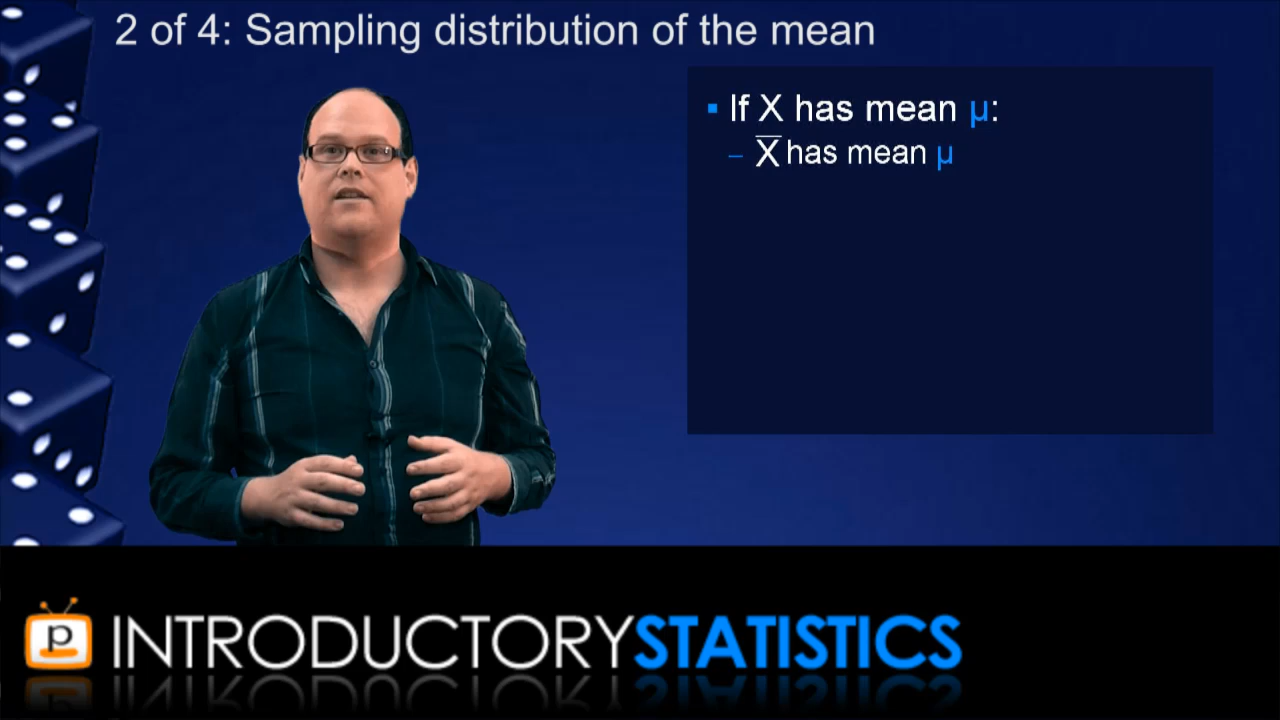 2 of 4: Sampling distribution of the mean
▪ If X has mean μ:
– X̅ has mean μ
p INTRODUCTORYSTATISTICS